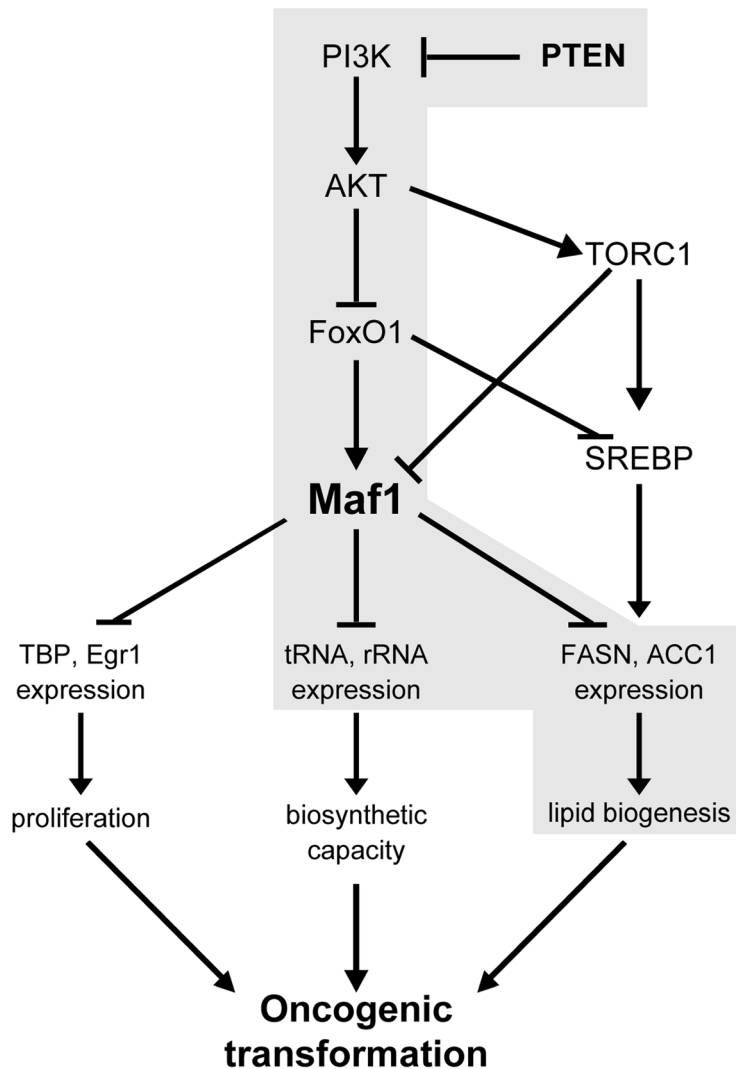 PI3K
PTEN
AKT
TORC1
FoxO1
SREBP
Maf1
TBP, Egr1
expression
tRNA, rRNA
expression
FASN, ACC1
expression
proliferation
biosynthetic
capacity
lipid biogenesis
Oncogenic
transformation